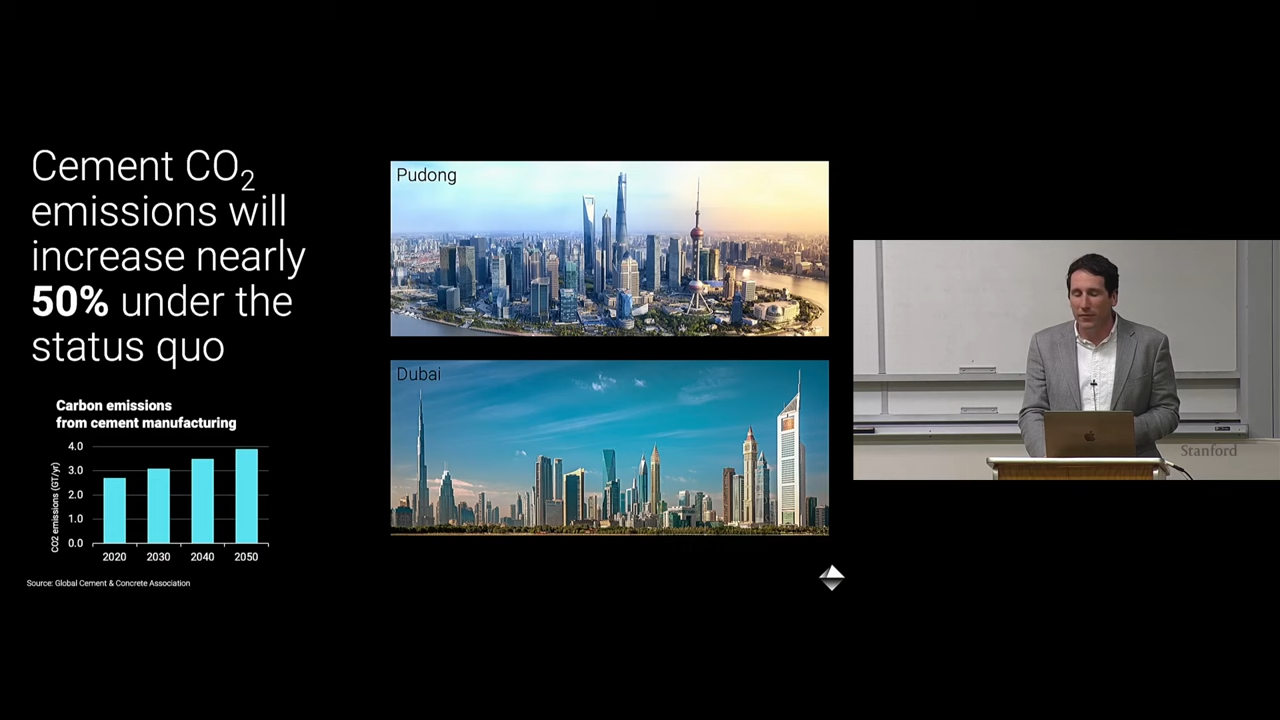 Cement CO2
emissions will
increase nearly
50% under the
status quo
Carbon emissions
from cement manufacturing
CO2 emissions (GT/yr)
4.0
3.0
2.0
1.0
0.0
2020 2030 2040 2050
Source: Global Cement & Concrete Association
Pudong
Dubai
Stanford